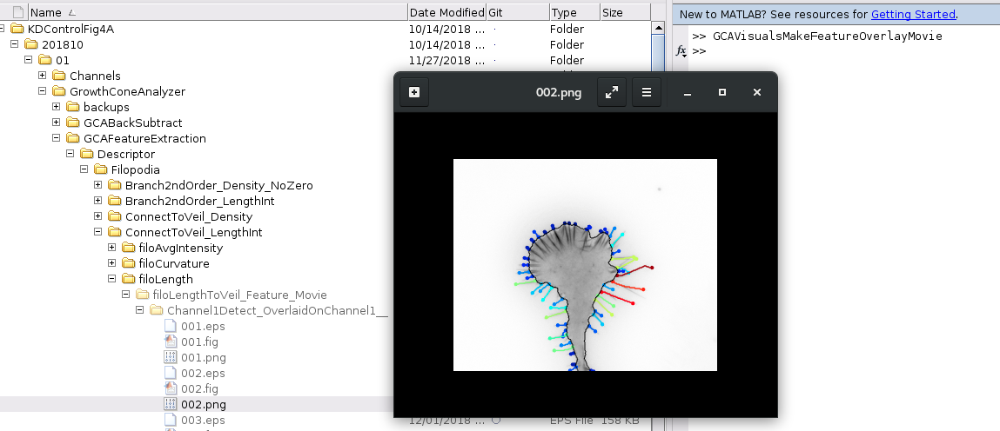 Name Date Modified Git Type Size
New to MATLAB? See resources for Getting Started.
KDControlFig4A 10/14/2018 ... · Folder
>> GCAVisualsMakeFeatureOverlayMovie
201810 10/14/2018 ... · Folder
fx >>
01 11/27/2018 ... · Folder
Channels
GrowthConeAnalyzer
002.png
backups
GCABackSubtract
GCAFeatureExtraction
Descriptor
Filopodia
Branch2ndOrder_Density_NoZero
Branch2ndOrder_LengthInt
ConnectToVeil_Density
ConnectToVeil_LengthInt
filoAvgIntensity
filoCurvature
filoLength
filoLengthToVeil_Feature_Movie
Channel1Detect_OverlaidOnChannel1__
001.eps
001.fig
001.png
002.eps
002.fig
002.png
003.eps 12/01/2018 EPS File 158 KB